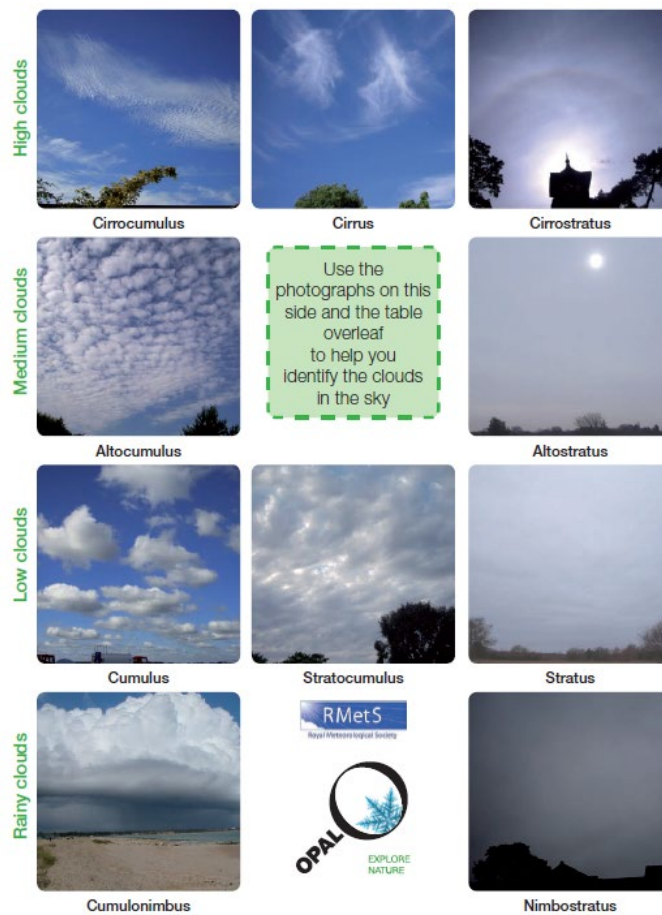 High clouds
Cirrocumulus
Cirrus
Cirrostratus
Medium clouds
Use the
photographs on this
side and the table
overleaf
to help you
identify the clouds
in the sky
Altocumulus
Altostratus
Low clouds
Cumulus
Stratocumulus
Stratus
Rainy clouds
RMetS
Royal Meteorological Society
OPAL
EXPLORE
NATURE
Cumulonimbus
Nimbostratus